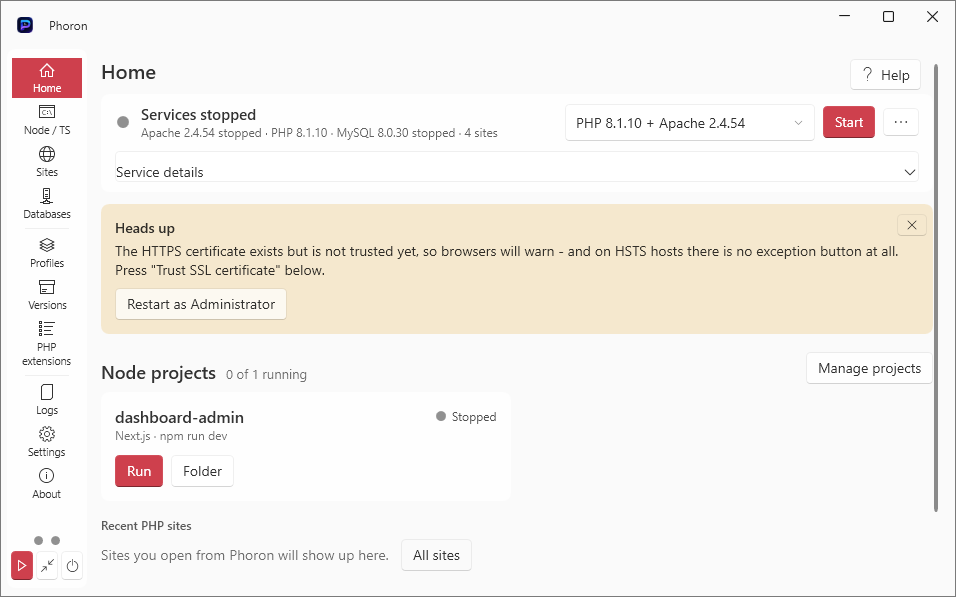 Phoron
Home
Node / TS
Sites
Databases
Profiles
Versions
PHP
extensions
Logs
Settings
About
Home
? Help
Services stopped
Apache 2.4.54 stopped · PHP 8.1.10 · MySQL 8.0.30 stopped · 4 sites
PHP 8.1.10 + Apache 2.4.54
Start
...
Service details
Heads up
The HTTPS certificate exists but is not trusted yet, so browsers will warn - and on HSTS hosts there is no exception button at all.
Press "Trust SSL certificate" below.
Restart as Administrator
Node projects 0 of 1 running
Manage projects
dashboard-admin
Stopped
Next.js · npm run dev
Run
Folder
Recent PHP sites
Sites you open from Phoron will show up here.
All sites